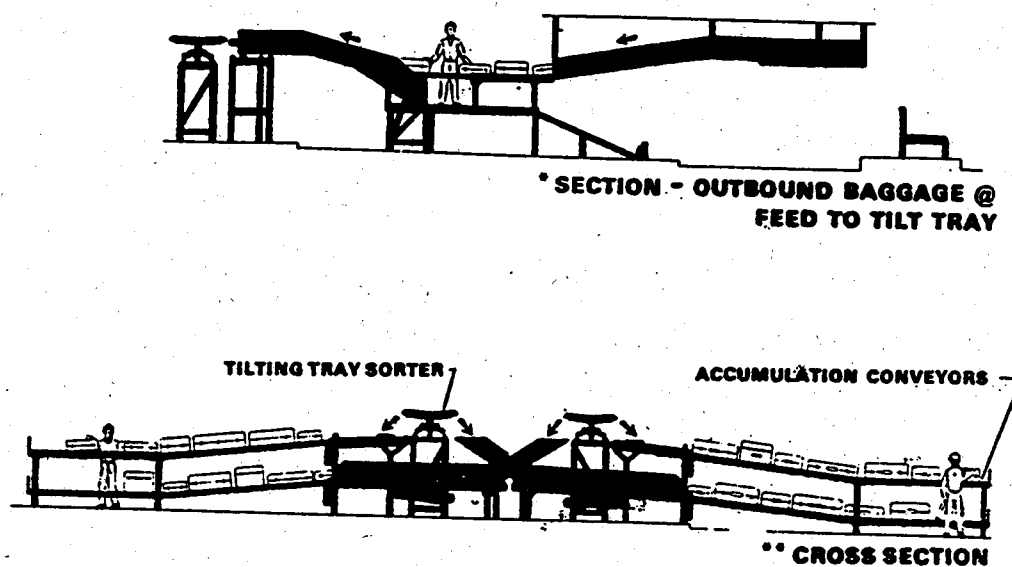 * SECTION - OUTBOUND BAGGAGE @
FEED TO TILT TRAY
TILTING TRAY SORTER
ACCUMULATION CONVEYORS
** CROSS SECTION